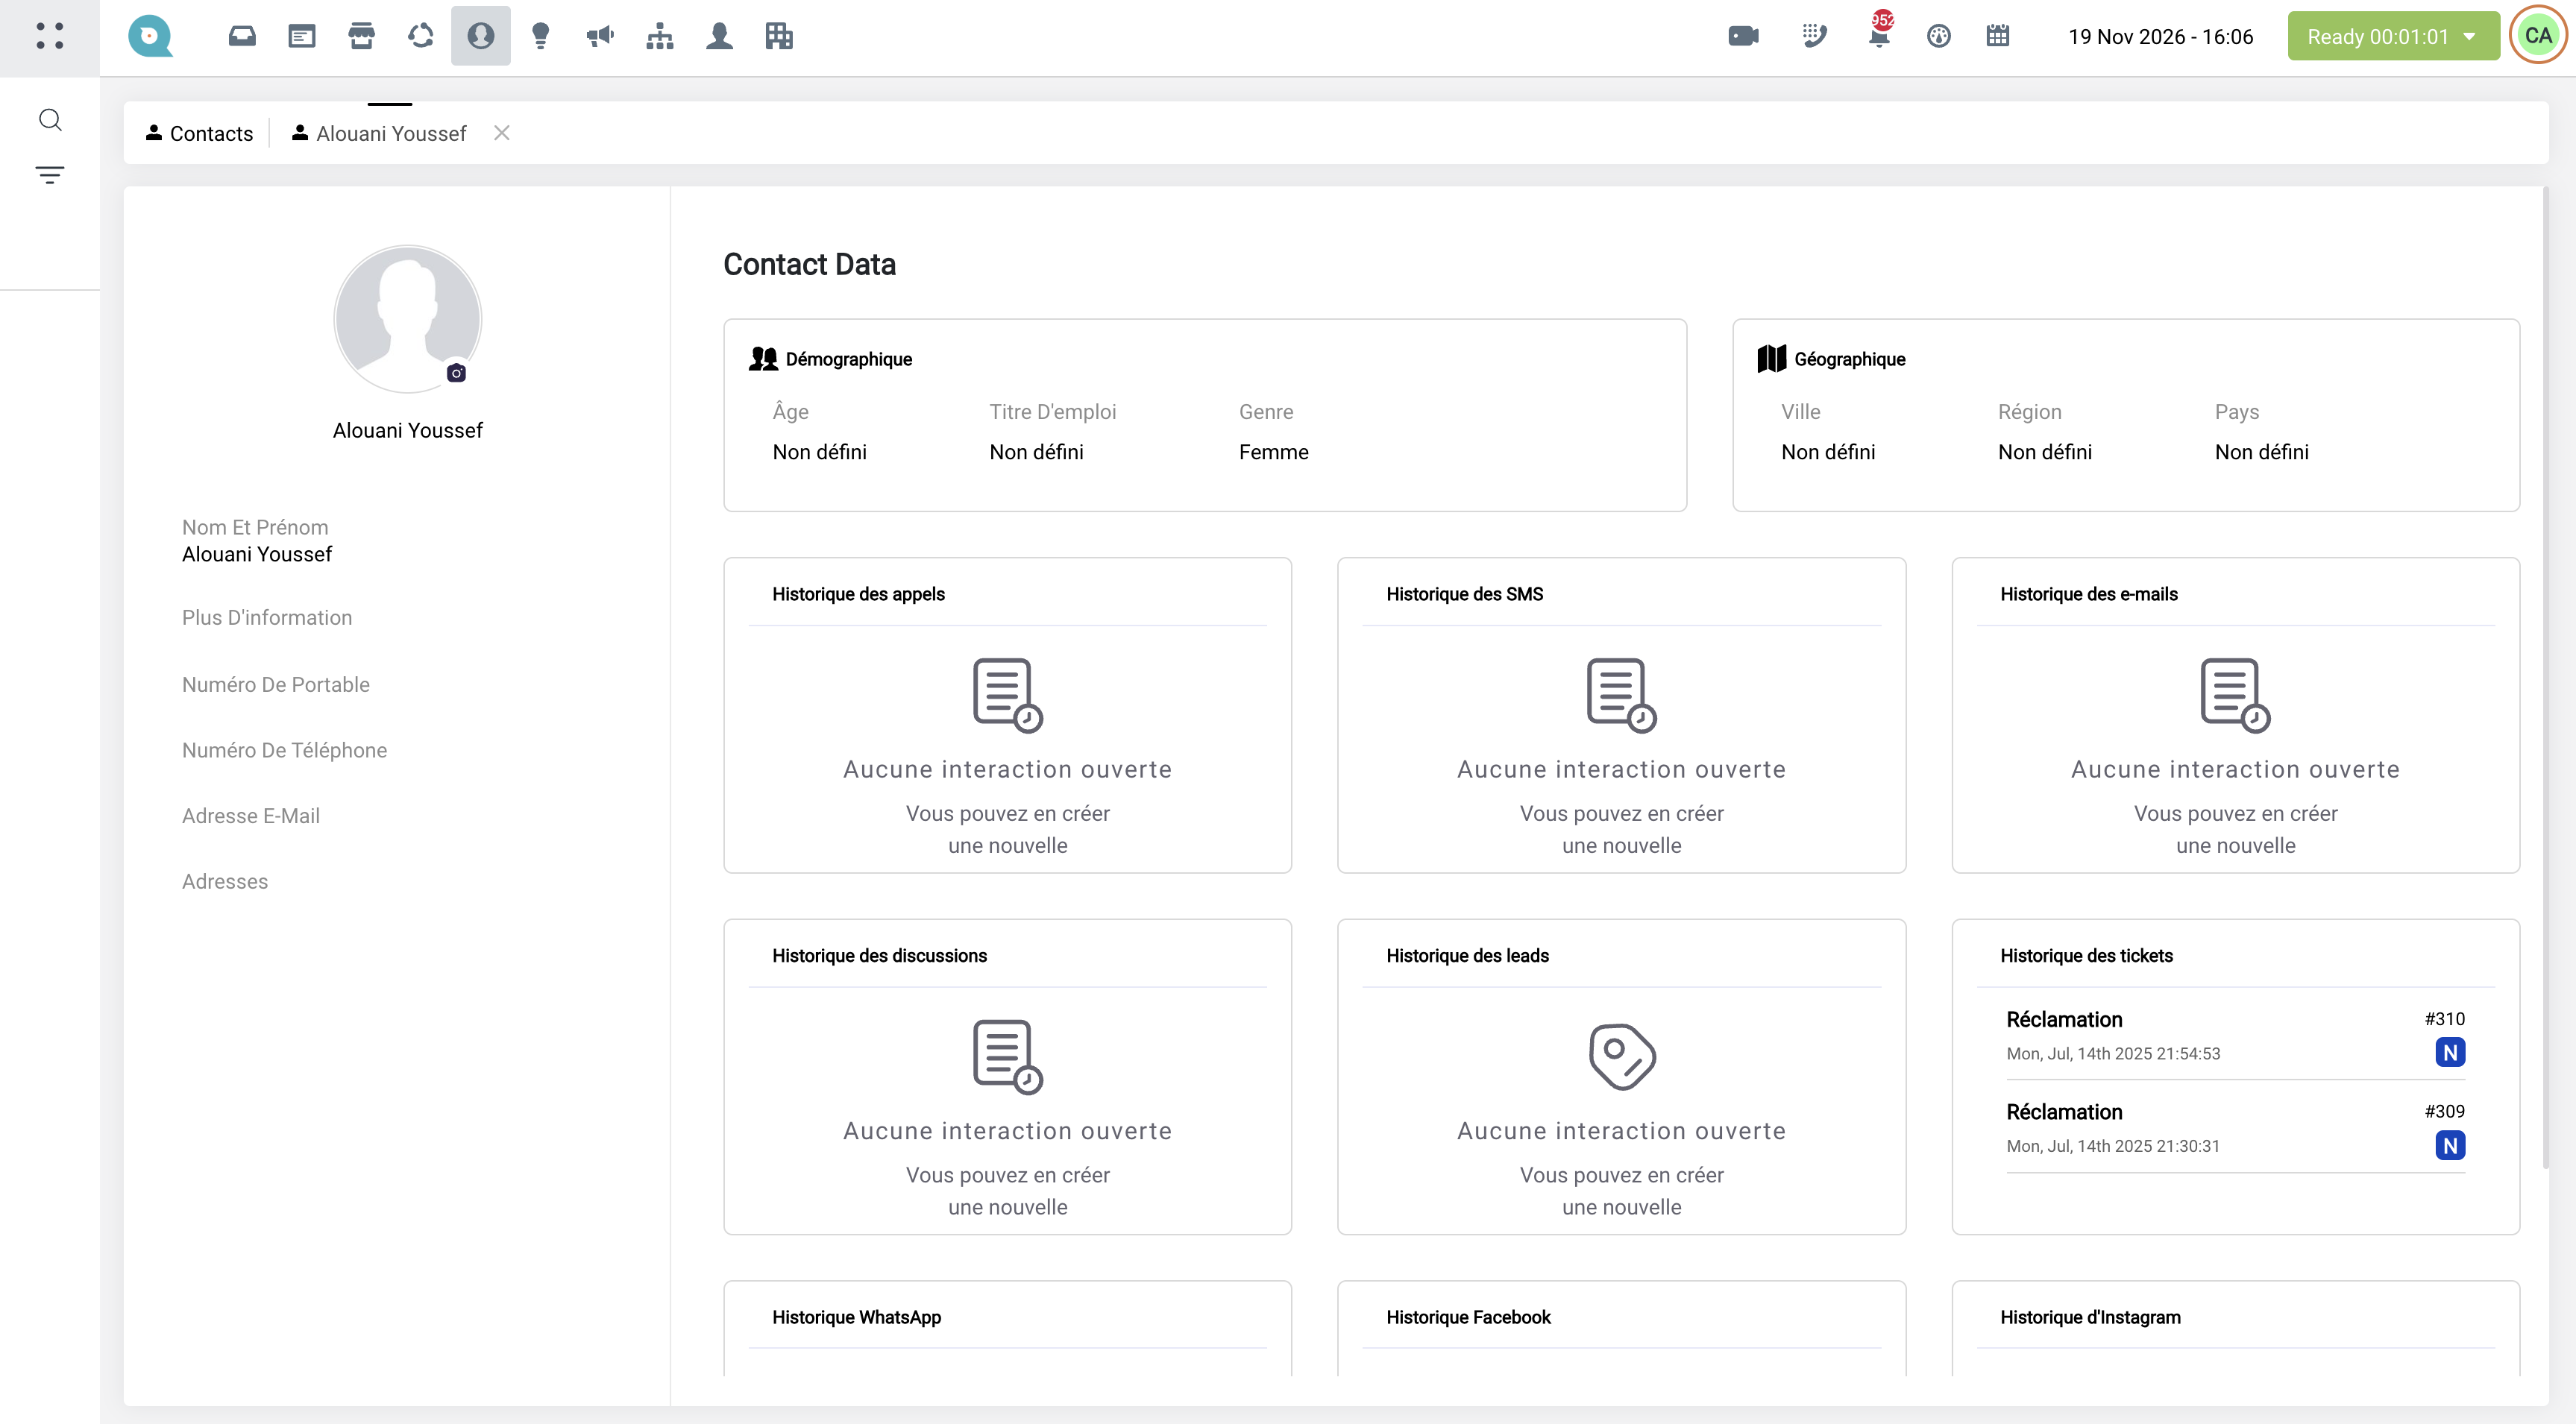 952
19 Nov 2026 - 16:06
Ready 00:01:01
CA
Contacts
Alouani Youssef
Alouani Youssef
Nom Et Prénom
Alouani Youssef
Plus D'information
Numéro De Portable
Numéro De Téléphone
Adresse E-Mail
Adresses
Contact Data
Démographique
Âge Titre D'emploi Genre
Non défini Non défini Femme
Géographique
Ville Région Pays
Non défini Non défini Non défini
Historique des appels
Aucune interaction ouverte
Vous pouvez en créer
une nouvelle
Historique des SMS
Aucune interaction ouverte
Vous pouvez en créer
une nouvelle
Historique des e-mails
Aucune interaction ouverte
Vous pouvez en créer
une nouvelle
Historique des discussions
Aucune interaction ouverte
Vous pouvez en créer
une nouvelle
Historique des leads
Aucune interaction ouverte
Vous pouvez en créer
une nouvelle
Historique des tickets
Réclamation #310
Mon, Jul, 14th 2025 21:54:53 N
Réclamation #309
Mon, Jul, 14th 2025 21:30:31 N
Historique WhatsApp
Historique Facebook
Historique d'Instagram